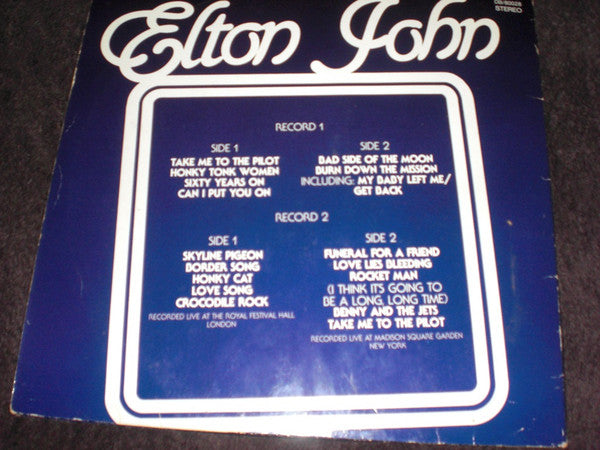 Elton John
DB-80028
STEREO
RECORD 1
SIDE 1
TAKE ME TO THE PILOT
HONKY TONK WOMEN
SIXTY YEARS ON
CAN I PUT YOU ON
SIDE 2
BAD SIDE OF THE MOON
BURN DOWN THE MISSION
INCLUDING: MY BABY LEFT ME/
GET BACK
RECORD 2
SIDE 1
SKYLINE PIGEON
BORDER SONG
HONKY CAT
LOVE SONG
CROCODILE ROCK
RECORDED LIVE AT THE ROYAL FESTIVAL HALL
LONDON
SIDE 2
FUNERAL FOR A FRIEND
LOVE LIES BLEEDING
ROCKET MAN
(I THINK IT'S GOING TO
BE A LONG, LONG TIME)
BENNY AND THE JETS
TAKE ME TO THE PILOT
RECORDED LIVE AT MADISON SQUARE GARDEN
NEW YORK